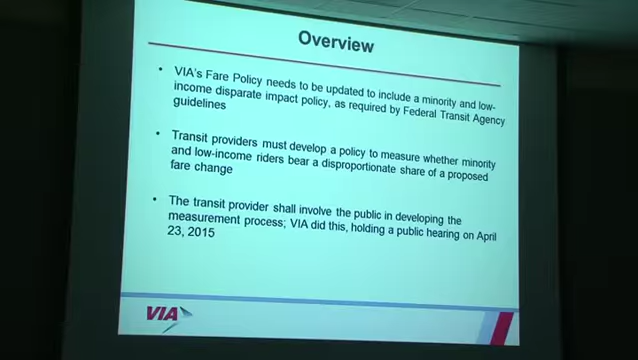 Overview
• VIA's Fare Policy needs to be updated to include a minority and low-
income disparate impact policy, as required by Federal Transit Agency
guidelines
• Transit providers must develop a policy to measure whether minority
and low-income riders bear a disproportionate share of a proposed
fare change
• The transit provider shall involve the public in developing the
measurement process; VIA did this, holding a public hearing on April
23, 2015
VIA